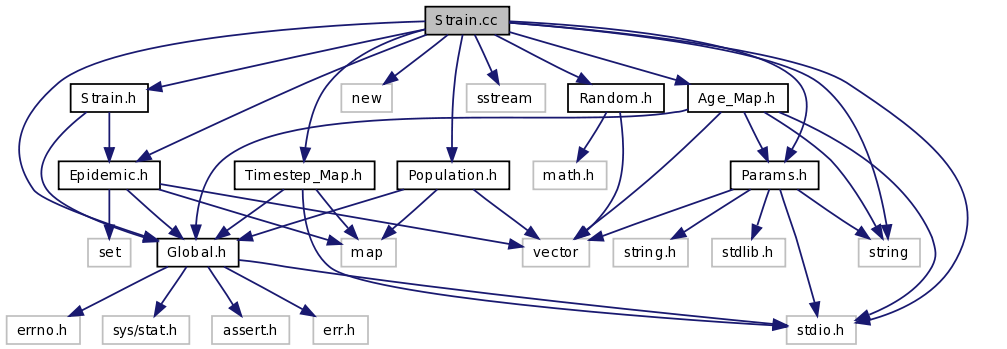 Strain.cc
Strain.h
new
sstream
Random.h
Age_Map.h
Epidemic.h
Timestep_Map.h
Population.h
math.h
Params.h
set
Global.h
map
vector
string.h
stdlib.h
string
errno.h
sys/stat.h
assert.h
err.h
stdio.h